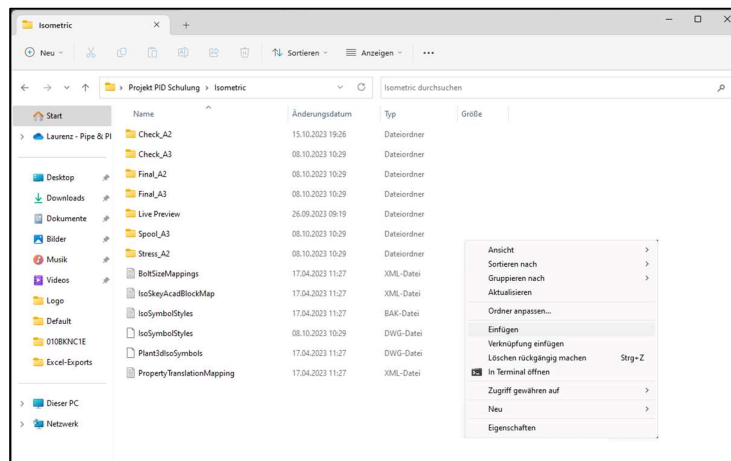 Isometric
Neu
Sortieren
Anzeigen
Projekt PID Schulung > Isometric
Isometric durchsuchen
Start
Laurenz - Pipe & PI
Desktop
Downloads
Dokumente
Bilder
Musik
Videos
Logo
Default
010BKNC1E
Excel-Exports
Dieser PC
Netzwerk
Name Änderungsdatum Typ Größe
Check_A2 15.10.2023 19:26 Dateiordner
Check_A3 08.10.2023 10:29 Dateiordner
Final_A2 08.10.2023 10:29 Dateiordner
Final_A3 08.10.2023 10:29 Dateiordner
Live Preview 26.09.2023 09:19 Dateiordner
Spool_A3 08.10.2023 10:29 Dateiordner
Stress_A2 08.10.2023 10:29 Dateiordner
BoltSizeMappings 17.04.2023 11:27 XML-Datei
IsoSkeyAcadBlockMap 17.04.2023 11:27 XML-Datei
IsoSymbolStyles 17.04.2023 11:27 BAK-Datei
IsoSymbolStyles 08.10.2023 10:29 DWG-Datei
Plant3dIsoSymbols 17.04.2023 11:27 DWG-Datei
PropertyTranslationMapping 17.04.2023 11:27 XML-Datei
Ansicht
Sortieren nach
Gruppieren nach
Aktualisieren
Ordner anpassen...
Einfügen
Verknüpfung einfügen
Löschen rückgängig machen Strg+Z
In Terminal öffnen
Zugriff gewähren auf
Neu
Eigenschaften